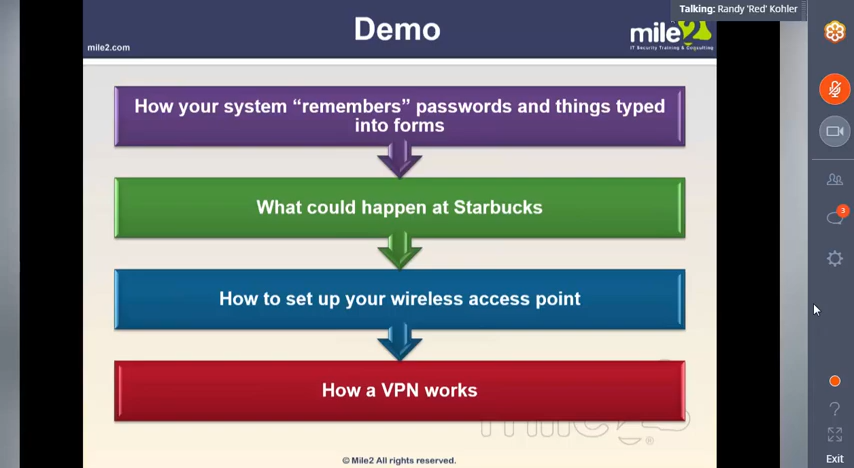 Talking: Randy 'Red' Kohler
Demo
mile2.com
mile2
IT Security Training & Consulting
How your system “remembers” passwords and things typed
into forms
What could happen at Starbucks
How to set up your wireless access point
How a VPN works
mile2
®
© Mile2 All rights reserved.
3
?
Exit